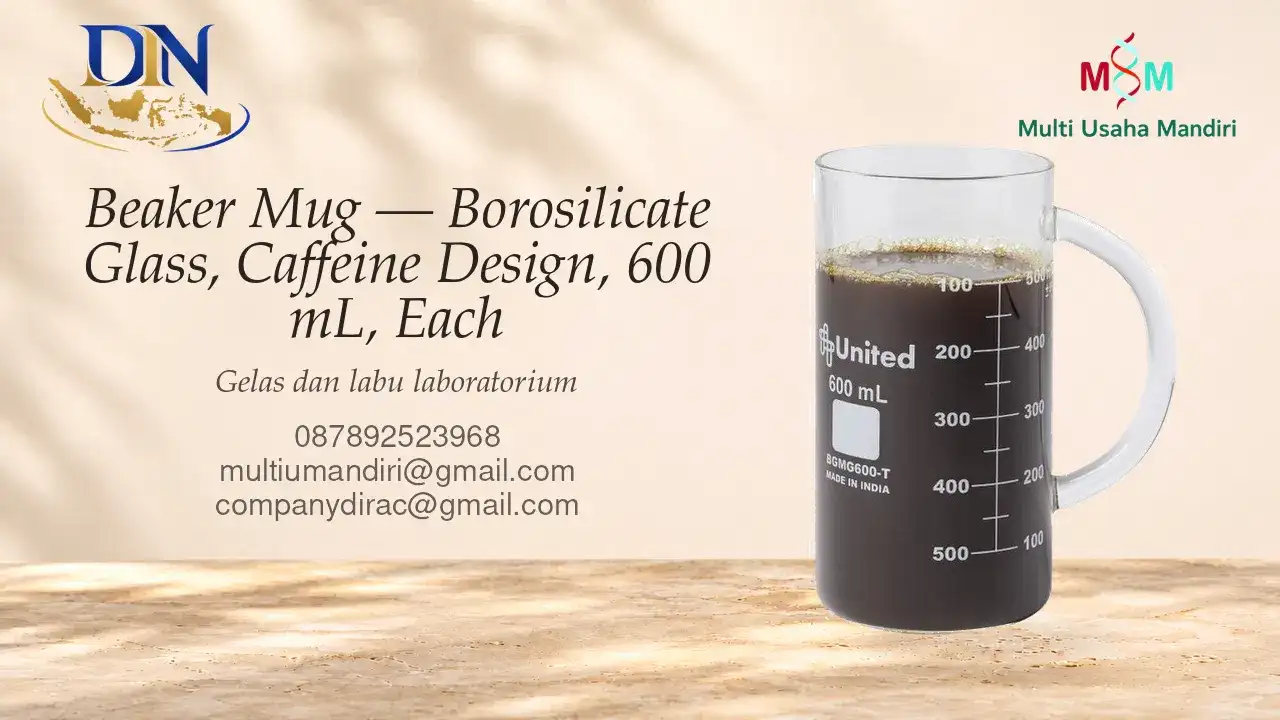 DIN
MSM
Multi Usaha Mandiri
Beaker Mug — Borosilicate
Glass, Caffeine Design, 600
mL, Each
Gelas dan labu laboratorium
087892523968
multiumandiri@gmail.com
companydirac@gmail.com
United
600 mL
BGMG600-T
MADE IN INDIA
100 500
200 400
300 300
400 200
500 100